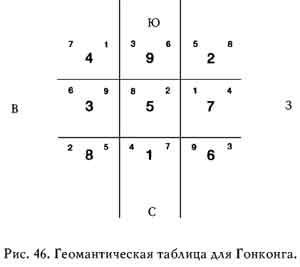 Ю
7 1 3 6 5 8
4 9 2
6 9 8 2 1 4
В 3 5 7 З
2 5 4 7 9 3
8 1 6
С
Рис. 46. Геомантическая таблица для Гонконга.